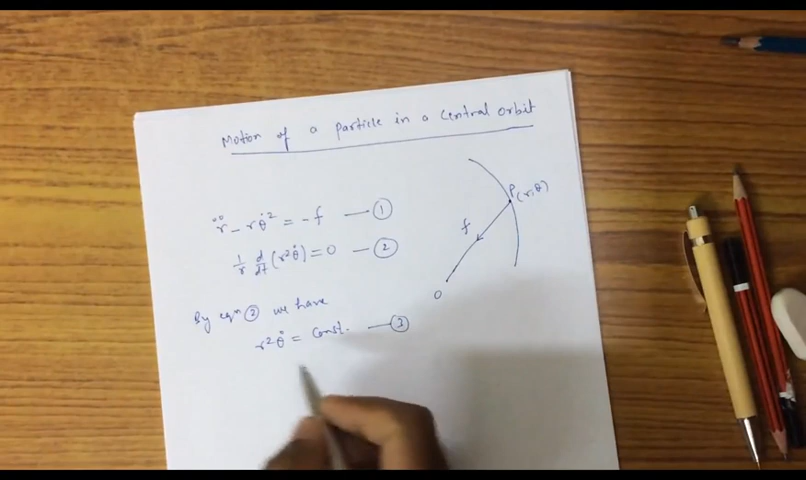 Motion of a particle in a central orbit
r̈ - rθ̇² = -f — ①
1/r d/dt (r²θ̇) = 0 — ②
By eqn ② we have
r²θ̇ = Const. — ③
P(r,θ)
f
O